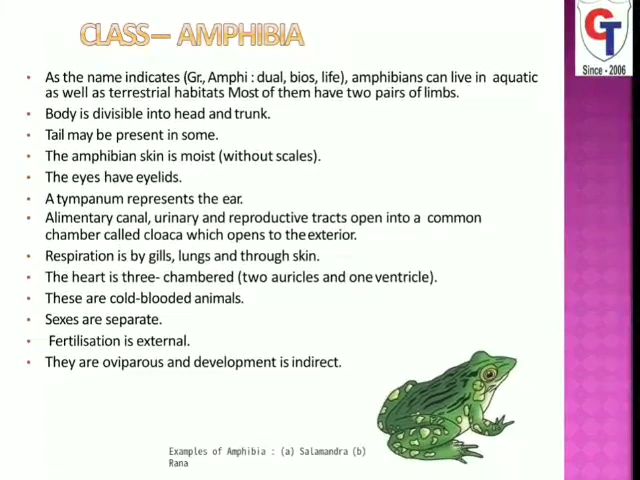 CLASS– AMPHIBIA
GT
Since - 2006
• As the name indicates (Gr., Amphi : dual, bios, life), amphibians can live in aquatic
as well as terrestrial habitats Most of them have two pairs of limbs.
• Body is divisible into head and trunk.
• Tail may be present in some.
• The amphibian skin is moist (without scales).
• The eyes have eyelids.
• A tympanum represents the ear.
• Alimentary canal, urinary and reproductive tracts open into a common
chamber called cloaca which opens to the exterior.
• Respiration is by gills, lungs and through skin.
• The heart is three- chambered (two auricles and one ventricle).
• These are cold-blooded animals.
• Sexes are separate.
• Fertilisation is external.
• They are oviparous and development is indirect.
Examples of Amphibia : (a) Salamandra (b)
Rana